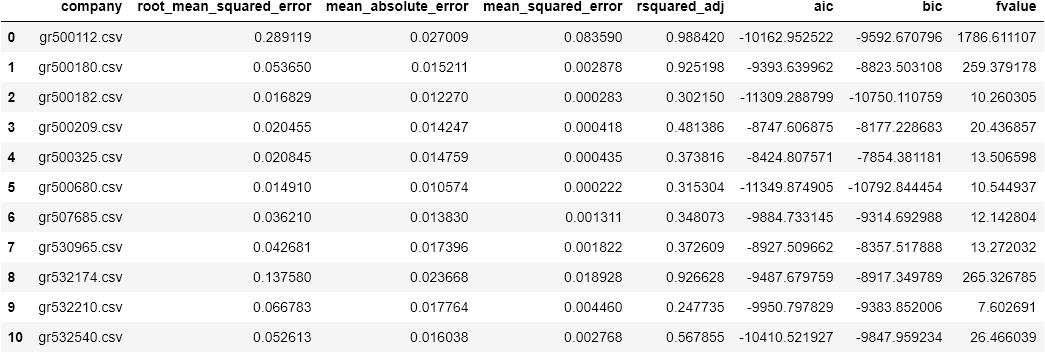 company root_mean_squared_error mean_absolute_error mean_squared_error rsquared_adj aic bic fvalue
0 gr500112.csv 0.289119 0.027009 0.083590 0.988420 -10162.952522 -9592.670796 1786.611107
1 gr500180.csv 0.053650 0.015211 0.002878 0.925198 -9393.639962 -8823.503108 259.379178
2 gr500182.csv 0.016829 0.012270 0.000283 0.302150 -11309.288799 -10750.110759 10.260305
3 gr500209.csv 0.020455 0.014247 0.000418 0.481386 -8747.606875 -8177.228683 20.436857
4 gr500325.csv 0.020845 0.014759 0.000435 0.373816 -8424.807571 -7854.381181 13.506598
5 gr500680.csv 0.014910 0.010574 0.000222 0.315304 -11349.874905 -10792.844454 10.544937
6 gr507685.csv 0.036210 0.013830 0.001311 0.348073 -9884.733145 -9314.692988 12.142804
7 gr530965.csv 0.042681 0.017396 0.001822 0.372609 -8927.509662 -8357.517888 13.272032
8 gr532174.csv 0.137580 0.023668 0.018928 0.926628 -9487.679759 -8917.349789 265.326785
9 gr532210.csv 0.066783 0.017764 0.004460 0.247735 -9950.797829 -9383.852006 7.602691
10 gr532540.csv 0.052613 0.016038 0.002768 0.567855 -10410.521927 -9847.959234 26.466039